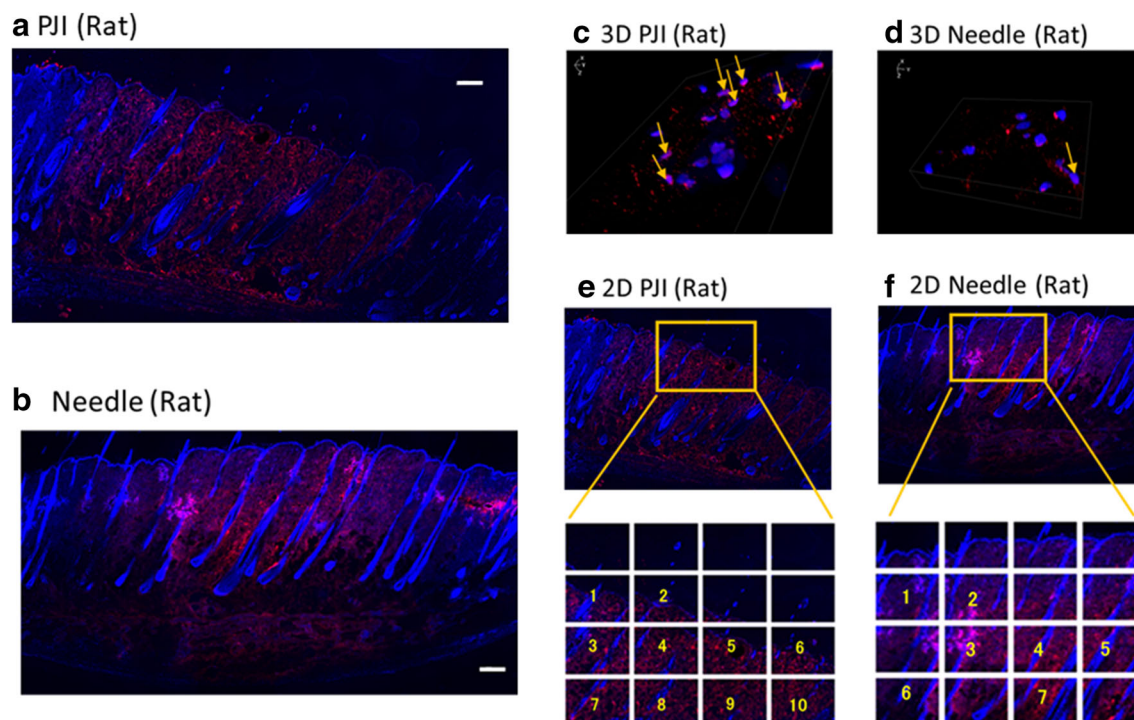 a PJI (Rat)
b Needle (Rat)
c 3D PJI (Rat)
d 3D Needle (Rat)
e 2D PJI (Rat)
1 2
3 4 5 6
7 8 9 10
f 2D Needle (Rat)
1 2
3 4 5
6 7